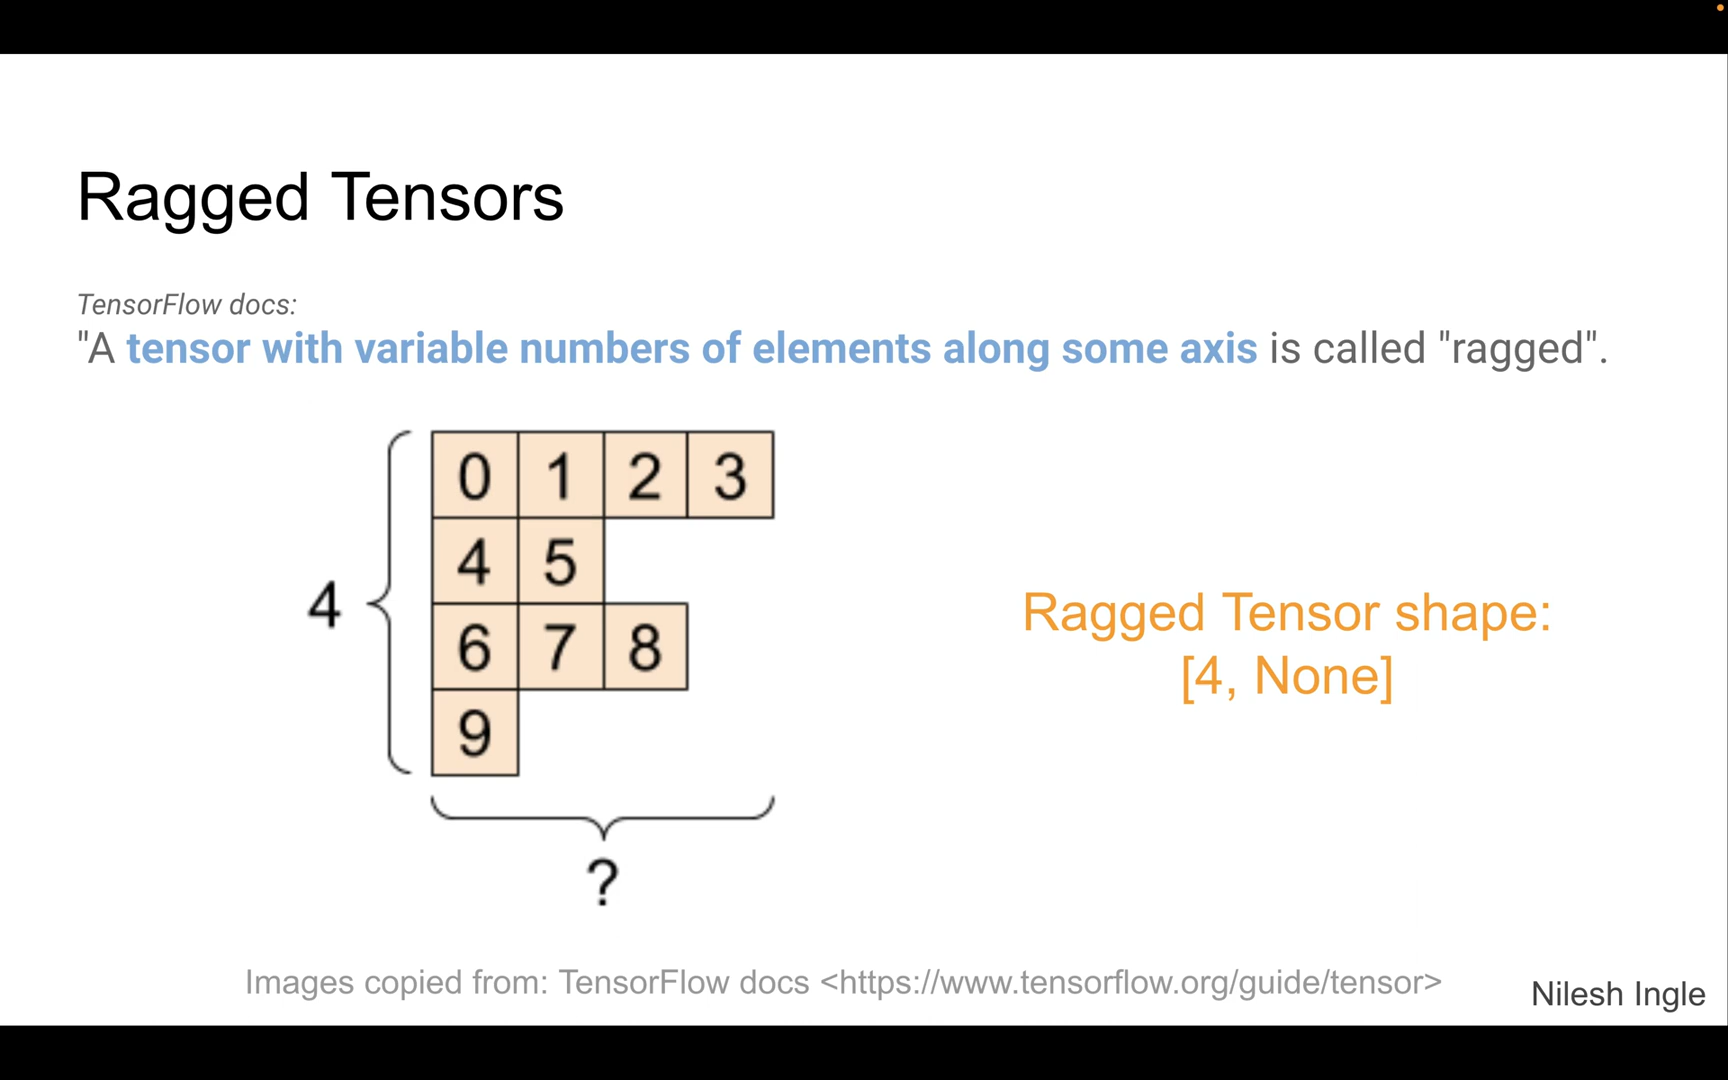 Ragged Tensors
TensorFlow docs:
"A tensor with variable numbers of elements along some axis is called "ragged".
0 1 2 3
4 5
4
6 7 8
9
?
Ragged Tensor shape:
[4, None]
Images copied from: TensorFlow docs <https://www.tensorflow.org/guide/tensor>
Nilesh Ingle